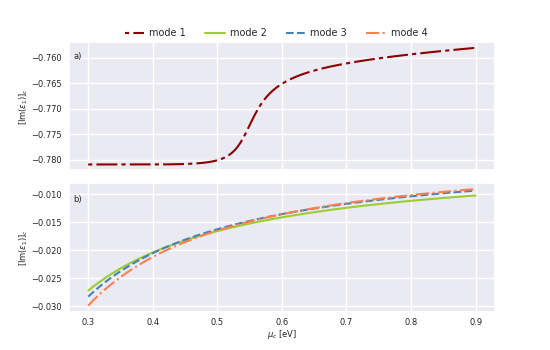 mode 1 mode 2 mode 3 mode 4
a)
−0.760
−0.765
−0.770
−0.775
−0.780
[Im(ε₁)]c
b)
−0.010
−0.015
−0.020
−0.025
−0.030
[Im(ε₁)]c
0.3 0.4 0.5 0.6 0.7 0.8 0.9
μc [eV]